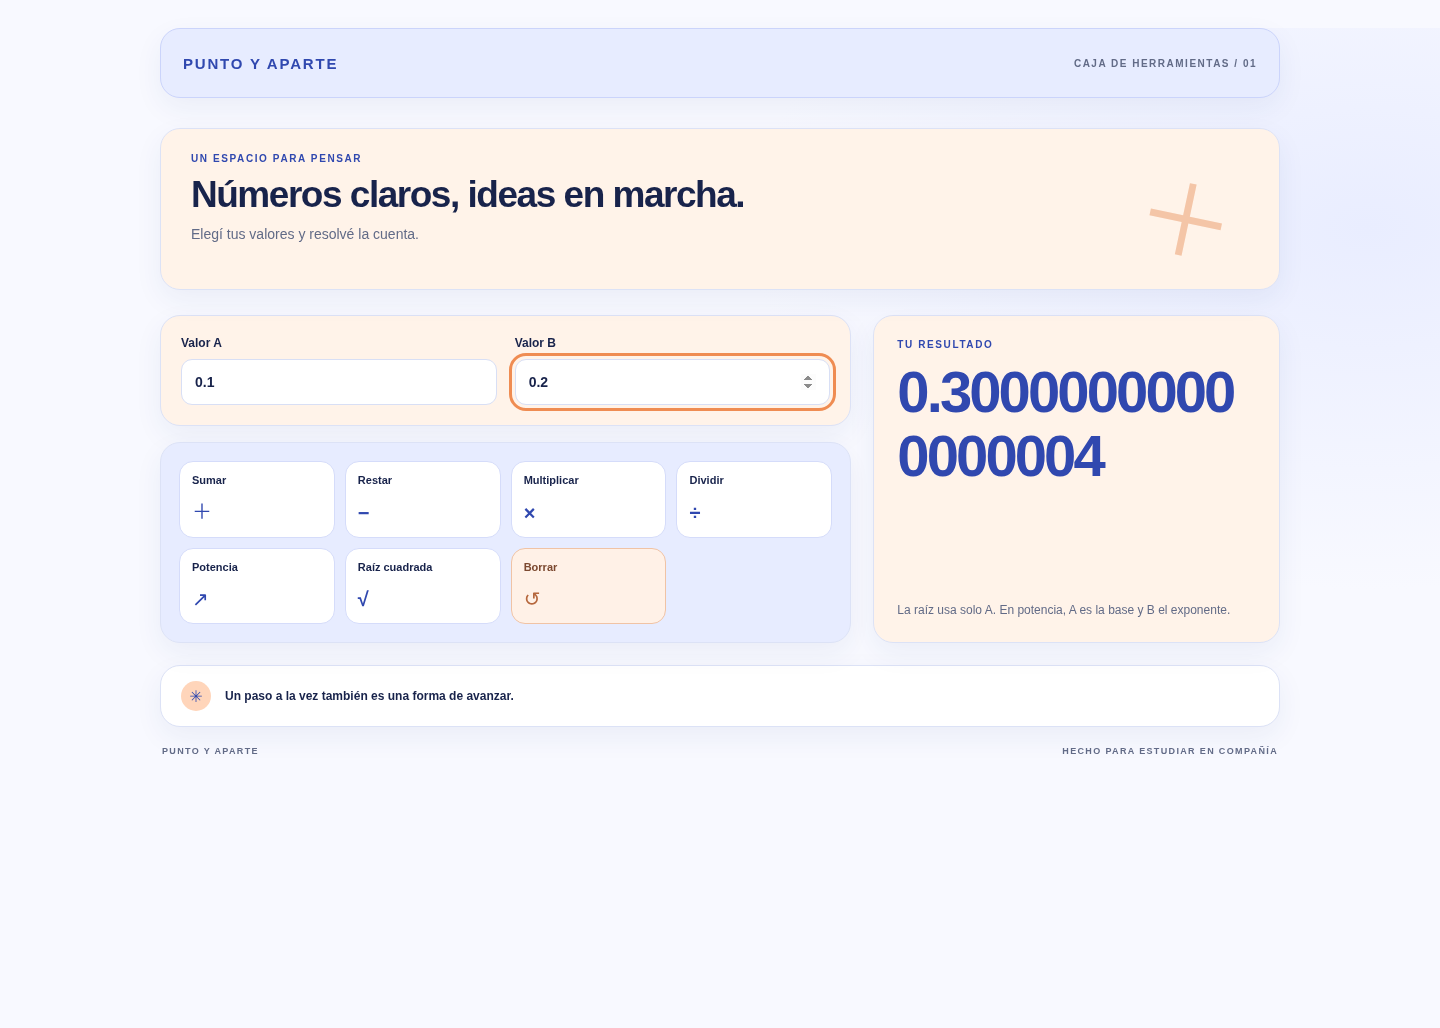 PUNTO Y APARTE
CAJA DE HERRAMIENTAS / 01
UN ESPACIO PARA PENSAR
Números claros, ideas en marcha.
Elegí tus valores y resolvé la cuenta.
Valor A
Valor B
0.1
0.2
Sumar
+
Restar
−
Multiplicar
×
Dividir
÷
Potencia
↗
Raíz cuadrada
√
Borrar
↺
TU RESULTADO
0.3000000000
0000004
La raíz usa solo A. En potencia, A es la base y B el exponente.
Un paso a la vez también es una forma de avanzar.
PUNTO Y APARTE
HECHO PARA ESTUDIAR EN COMPAÑÍA